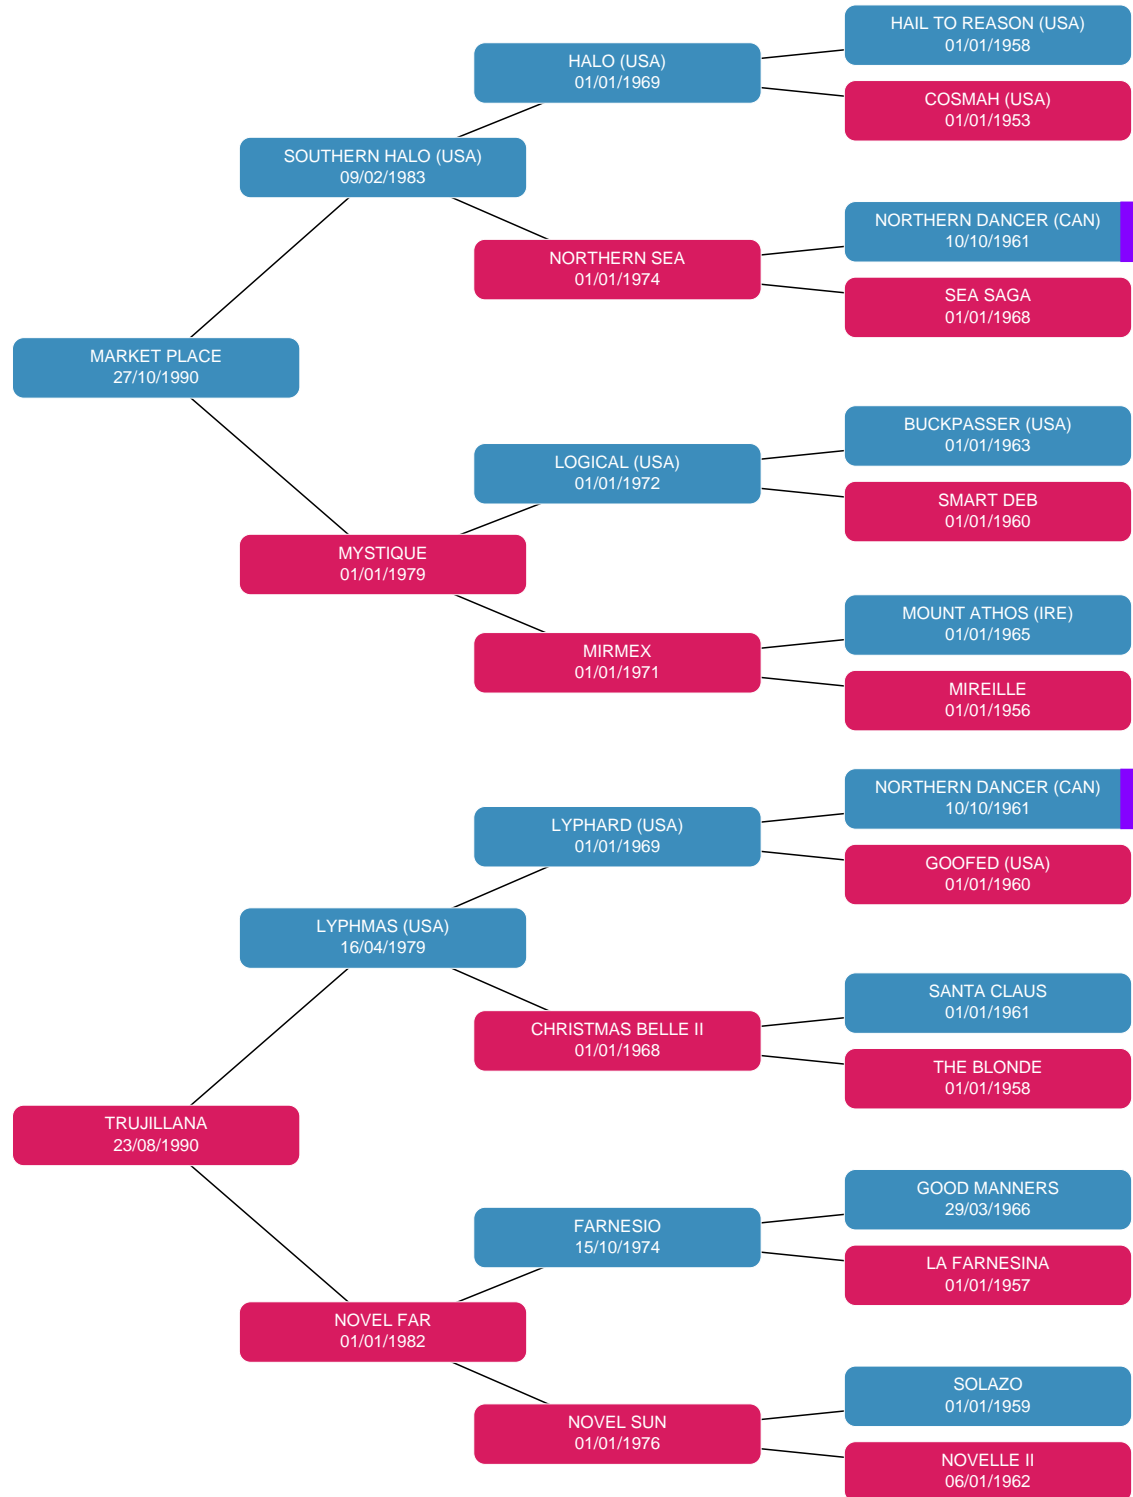 HAIL TO REASON (USA)
01/01/1958
HALO (USA)
01/01/1969
COSMAH (USA)
01/01/1953
SOUTHERN HALO (USA)
09/02/1983
NORTHERN DANCER (CAN)
10/10/1961
NORTHERN SEA
01/01/1974
SEA SAGA
01/01/1968
MARKET PLACE
27/10/1990
BUCKPASSER (USA)
01/01/1963
LOGICAL (USA)
01/01/1972
SMART DEB
01/01/1960
MYSTIQUE
01/01/1979
MOUNT ATHOS (IRE)
01/01/1965
MIRMEX
01/01/1971
MIREILLE
01/01/1956
NORTHERN DANCER (CAN)
10/10/1961
LYPHARD (USA)
01/01/1969
GOOFED (USA)
01/01/1960
LYPHMAS (USA)
16/04/1979
SANTA CLAUS
01/01/1961
CHRISTMAS BELLE II
01/01/1968
THE BLONDE
01/01/1958
TRUJILLANA
23/08/1990
GOOD MANNERS
29/03/1966
FARNESIO
15/10/1974
LA FARNESINA
01/01/1957
NOVEL FAR
01/01/1982
SOLAZO
01/01/1959
NOVEL SUN
01/01/1976
NOVELLE II
06/01/1962